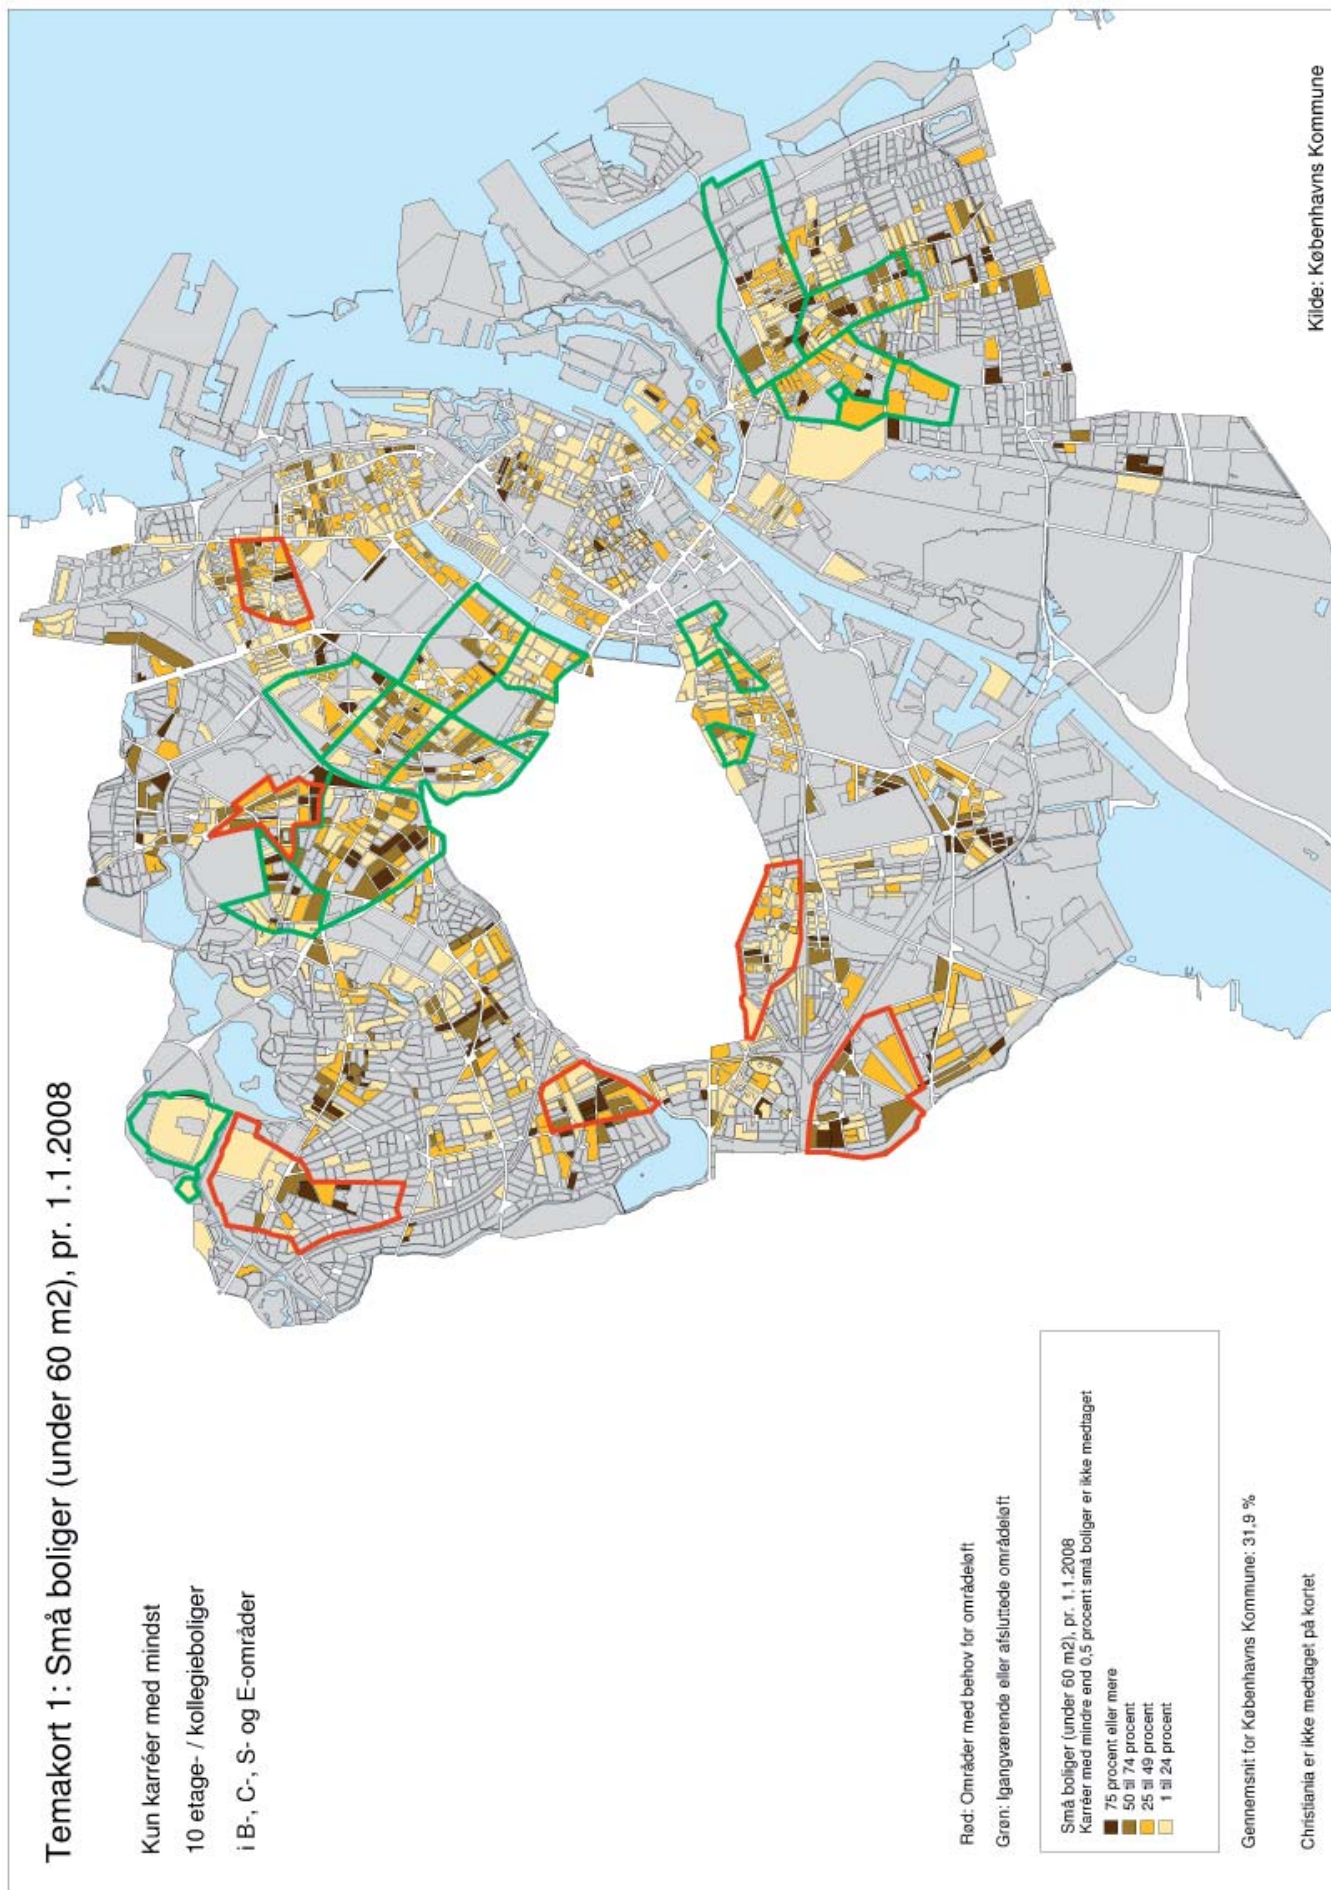 Temakort 1: Små boliger (under 60 m2), pr. 1.1.2008
Kun karréer med mindst
10 etage- / kollegieboliger
i B-, C-, S- og E-områder
Rød: Områder med behov for områdeløft
Grøn: Igangværende eller afsluttede områdeløft
Små boliger (under 60 m2), pr. 1.1.2008
Karréer med mindre end 0,5 procent små boliger er ikke medtaget
75 procent eller mere
50 til 74 procent
25 til 49 procent
1 til 24 procent
Gennemsnit for Københavns Kommune: 31,9 %
Christiania er ikke medtaget på kortet
Kilde: Københavns Kommune